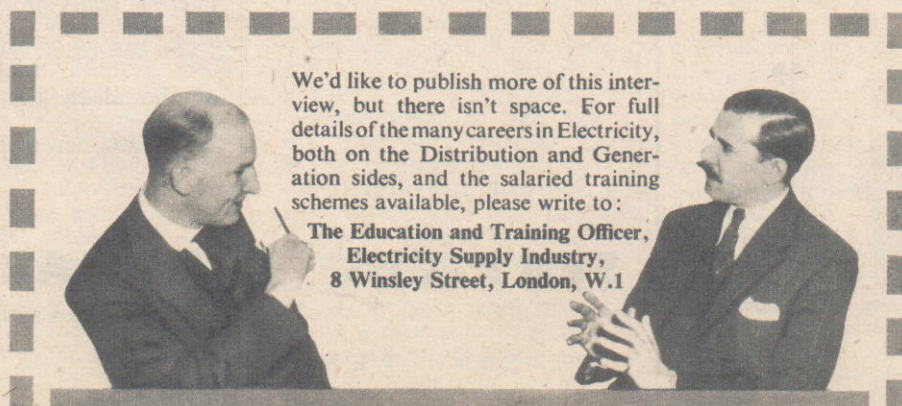 We'd like to publish more of this inter-
view, but there isn't space. For full
details of the many careers in Electricity,
both on the Distribution and Gener-
ation sides, and the salaried training
schemes available, please write to:
The Education and Training Officer,
Electricity Supply Industry,
8 Winsley Street, London, W.1